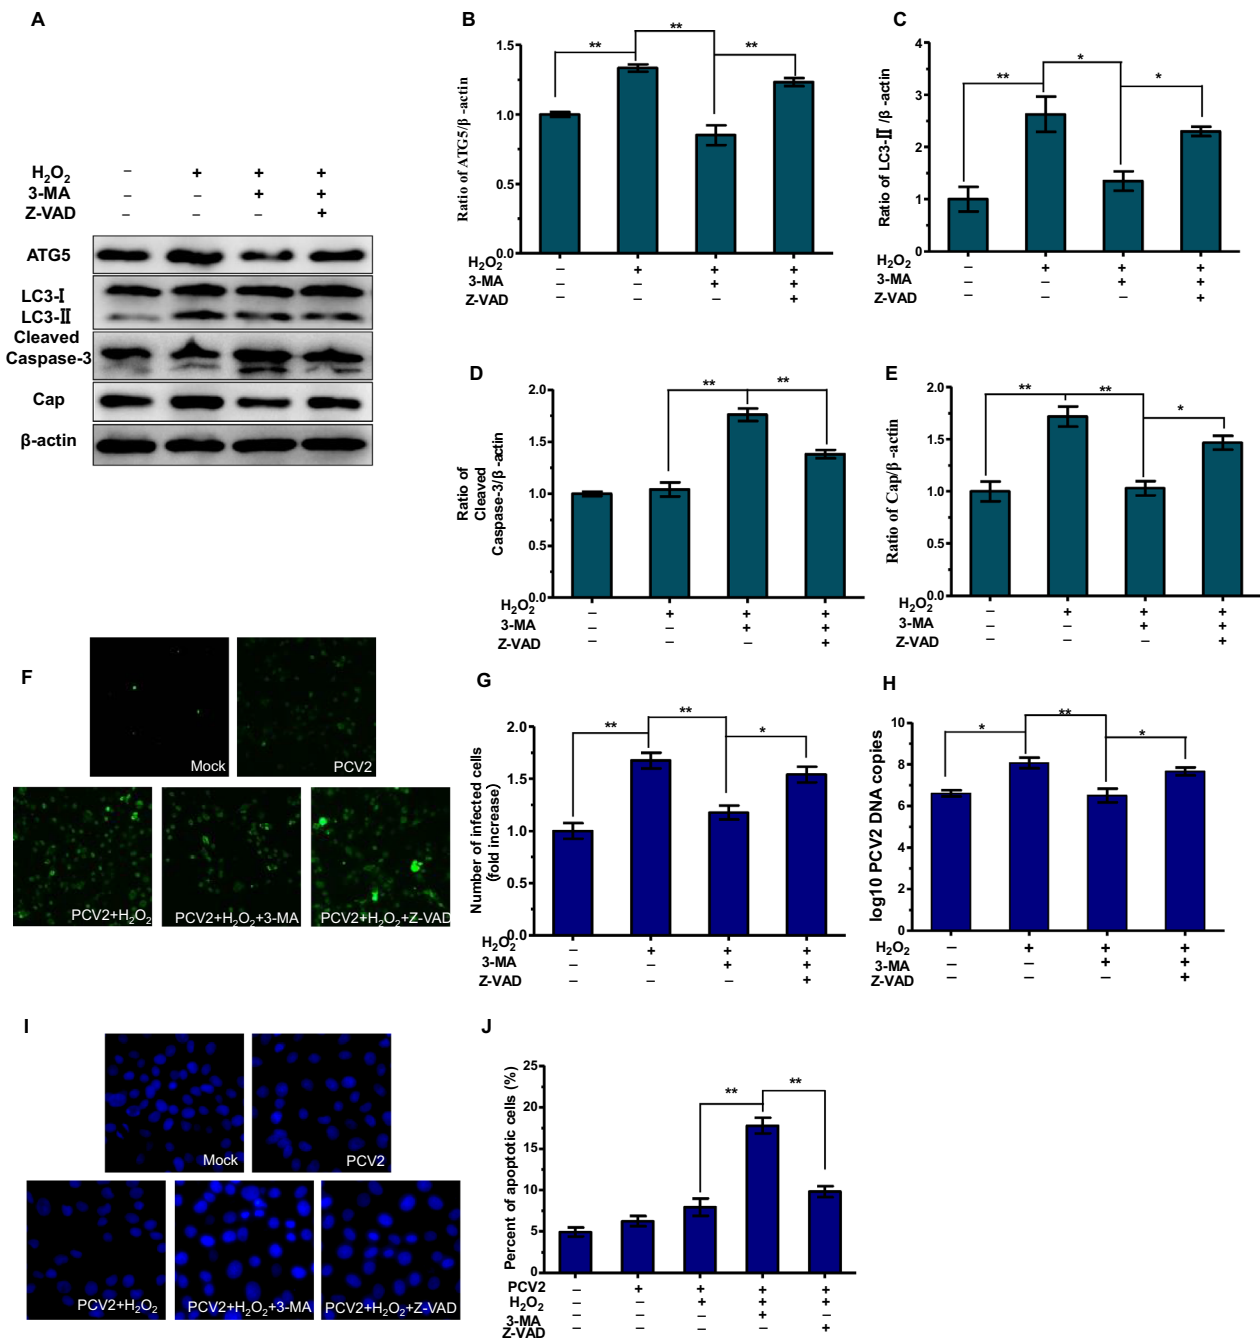 A
H₂O₂ – + + +
3-MA – – + +
Z-VAD – – – +
ATG5
LC3-Ⅰ
LC3-Ⅱ
Cleaved
Caspase-3
Cap
β-actin
B
Ratio of ATG5/β -actin
1.5
1.0
0.5
0.0
** ** **
H₂O₂ – + + +
3-MA – – + +
Z-VAD – – – +
C
Ratio of LC3-Ⅱ/β -actin
4
3
2
1
0
** * *
H₂O₂ – + + +
3-MA – – + +
Z-VAD – – – +
D
Ratio of
Cleaved
Caspase-3/β -actin
2.0
1.5
1.0
0.5
0.0
** **
H₂O₂ – + + +
3-MA – – + +
Z-VAD – – – +
E
Ratio of Cap/β -actin
2.0
1.5
1.0
0.5
0.0
** ** *
H₂O₂ – + + +
3-MA – – + +
Z-VAD – – – +
F
Mock
PCV2
PCV2+H₂O₂
PCV2+H₂O₂+3-MA
PCV2+H₂O₂+Z-VAD
G
Number of infected cells
(fold increase)
2.0
1.5
1.0
0.5
0.0
** ** *
H₂O₂ – + + +
3-MA – – + +
Z-VAD – – – +
H
log10 PCV2 DNA copies
10
8
6
4
2
0
* ** *
H₂O₂ – + + +
3-MA – – + +
Z-VAD – – – +
I
Mock
PCV2
PCV2+H₂O₂
PCV2+H₂O₂+3-MA
PCV2+H₂O₂+Z-VAD
J
Percent of apoptotic cells (%)
25
20
15
10
5
0
** **
PCV2 – + + + +
H₂O₂ – – + + +
3-MA – – – + –
Z-VAD – – – – +